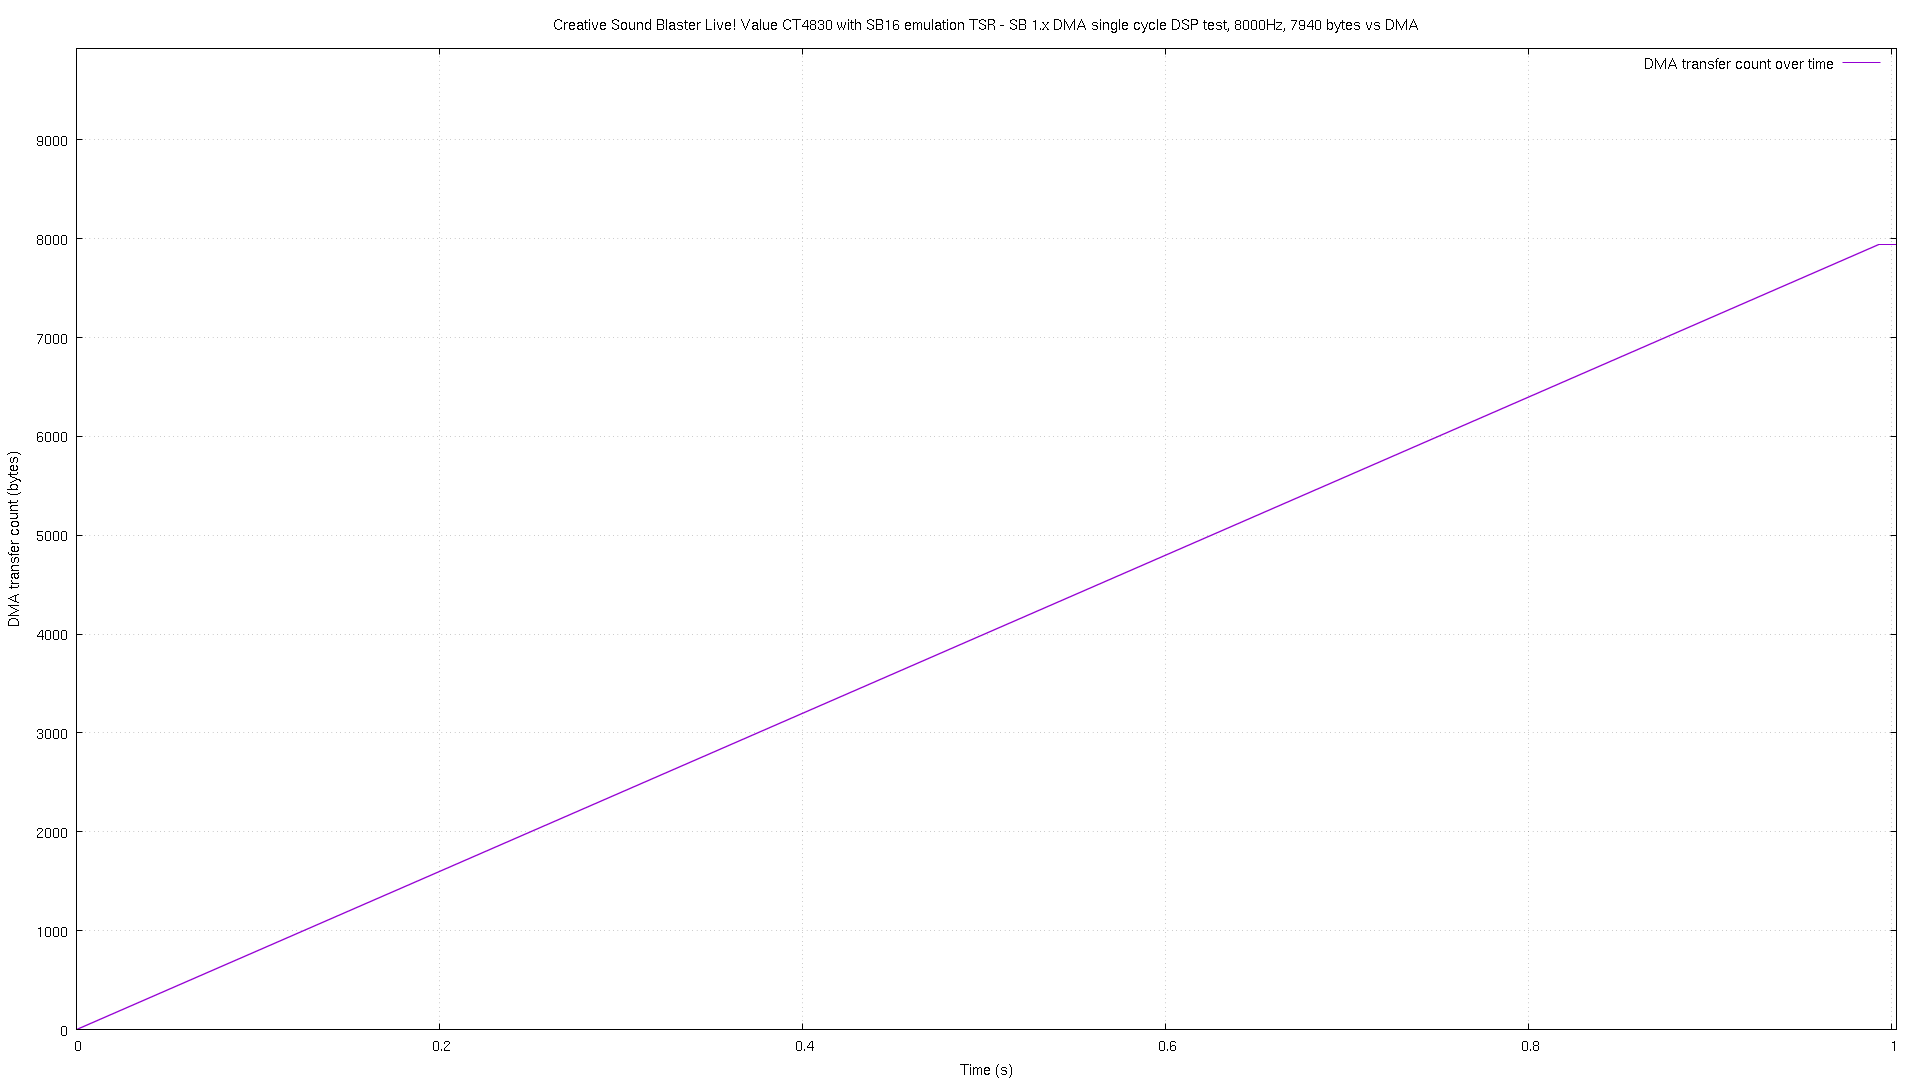 Creative Sound Blaster Live! Value CT4830 with SB16 emulation TSR - SB 1.x DMA single cycle DSP test, 8000Hz, 7940 bytes vs DMA
DMA transfer count over time
9000
8000
7000
6000
5000
4000
3000
2000
1000
0
DMA transfer count (bytes)
0 0.2 0.4 0.6 0.8 1
Time (s)